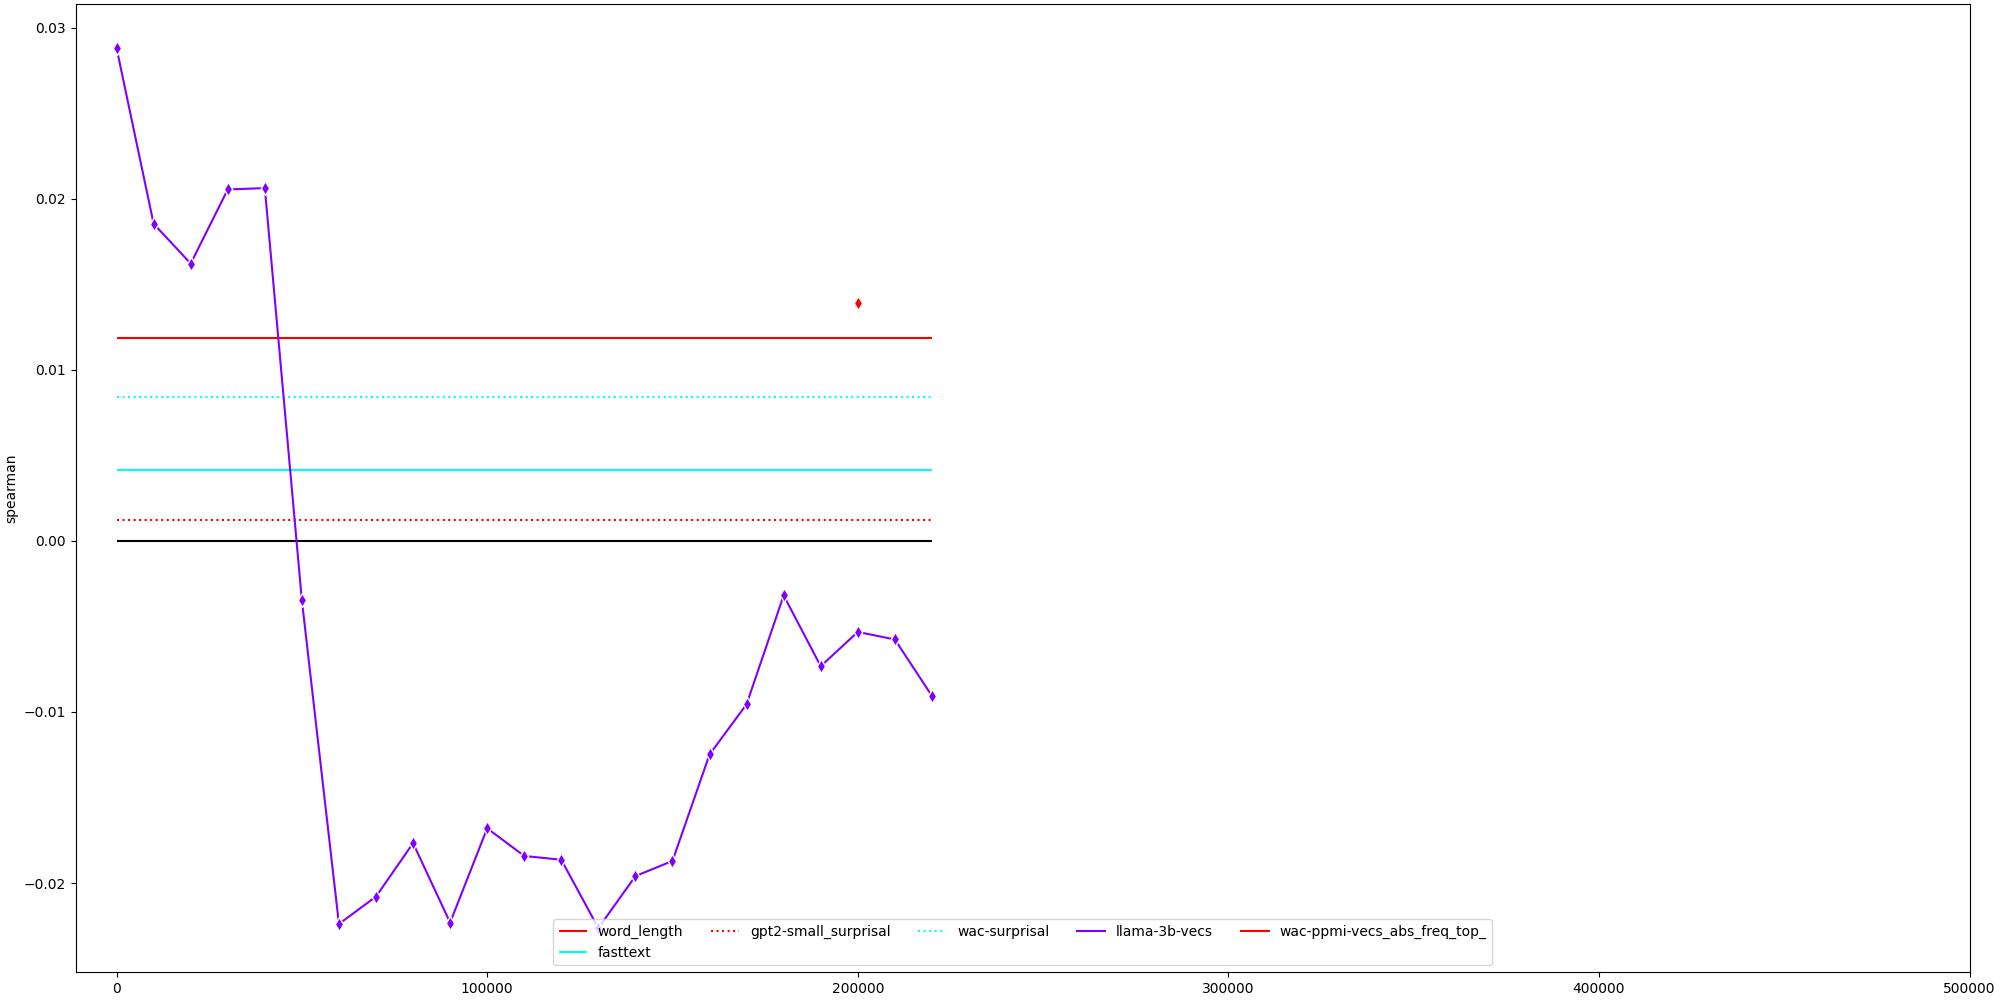 0.03
0.02
0.01
0.00
−0.01
−0.02
spearman
word_length gpt2-small_surprisal wac-surprisal llama-3b-vecs wac-ppmi-vecs_abs_freq_top_
fasttext
0 100000 200000 300000 400000 500000